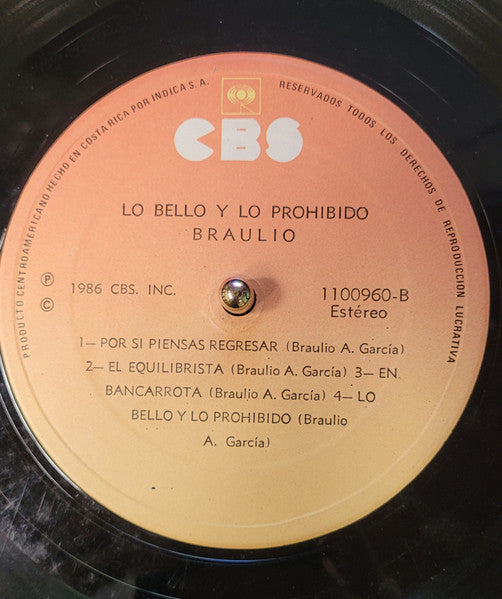 PRODUCTO CENTROAMERICANO HECHO EN COSTA RICA POR INDICA S. A.
RESERVADOS TODOS LOS DERECHOS DE REPRODUCCION LUCRATIVA
CBS
LO BELLO Y LO PROHIBIDO
BRAULIO
Ⓟ
©
1986 CBS. INC.
1100960-B
Estéreo
1— POR SI PIENSAS REGRESAR (Braulio A. García)
2— EL EQUILIBRISTA (Braulio A. García) 3— EN
BANCARROTA (Braulio A. García) 4— LO
BELLO Y LO PROHIBIDO (Braulio
A. García)